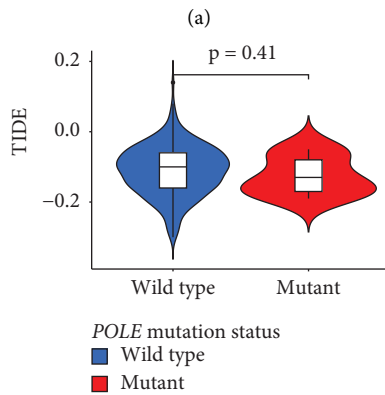 (a)
p = 0.41
TIDE
0.2
0.0
−0.2
Wild type
Mutant
POLE mutation status
Wild type
Mutant